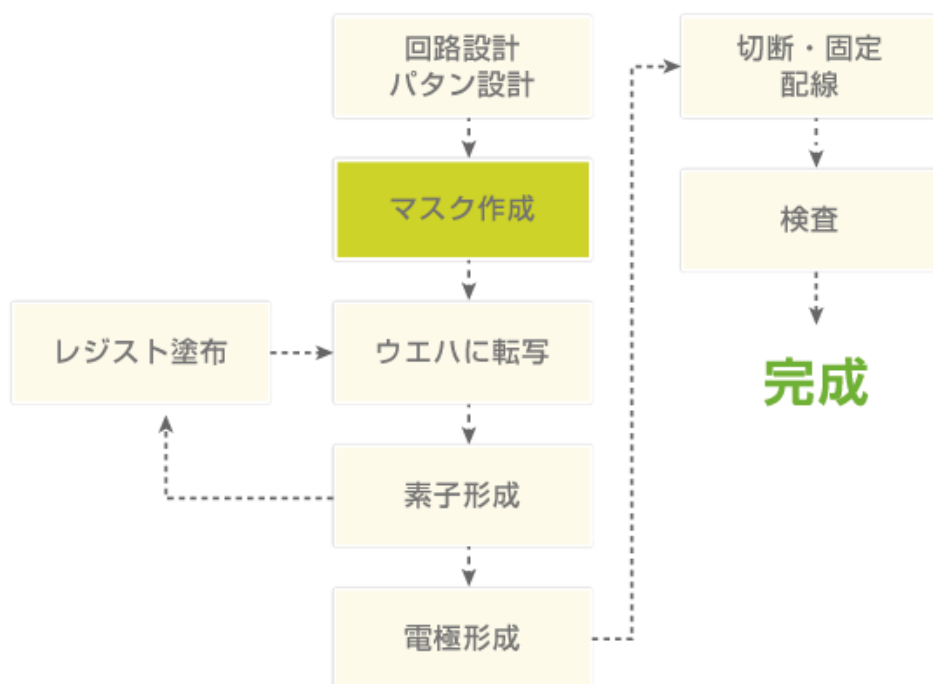 回路設計
パタン設計
マスク作成
レジスト塗布
ウエハに転写
素子形成
電極形成
切断・固定
配線
検査
完成